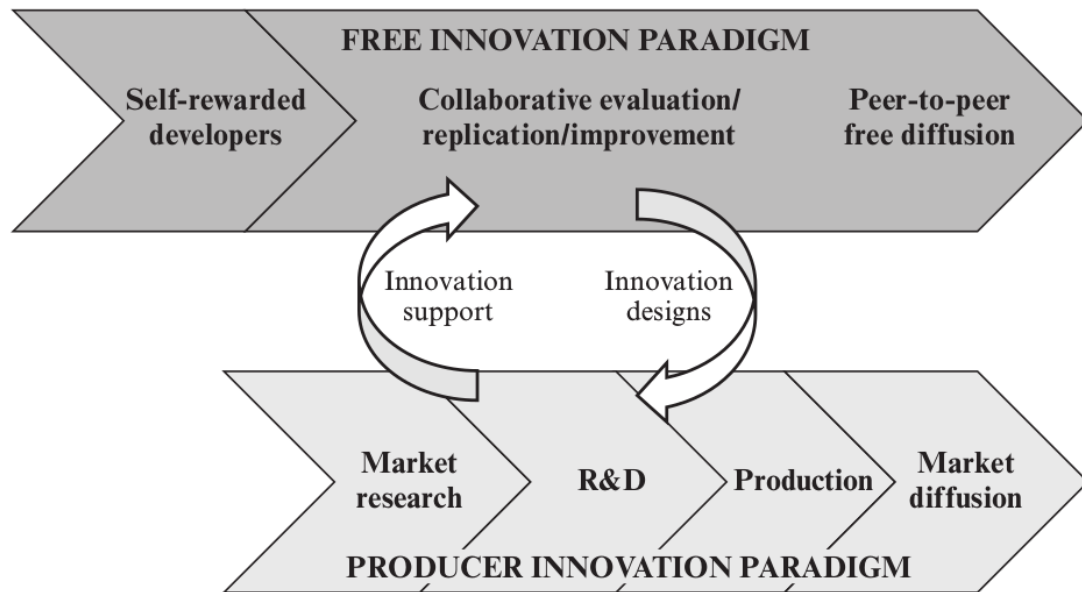 FREE INNOVATION PARADIGM
Self-rewarded
developers
Collaborative evaluation/
replication/improvement
Peer-to-peer
free diffusion
Innovation
support
Innovation
designs
Market
research
R&D
Production
Market
diffusion
PRODUCER INNOVATION PARADIGM